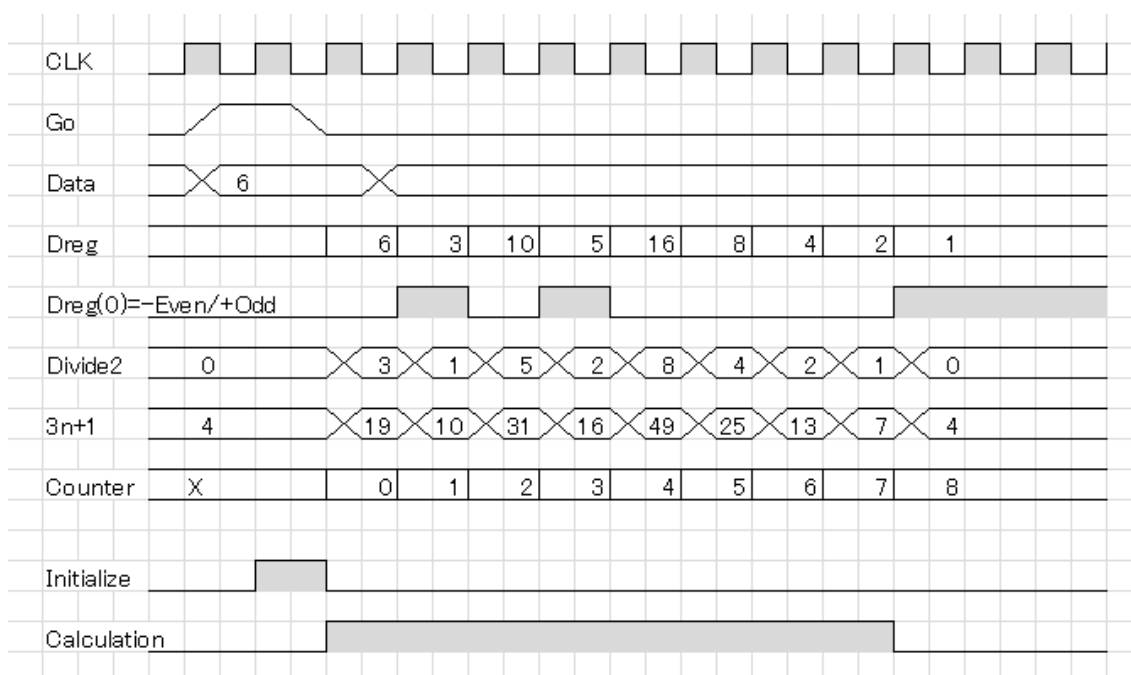 CLK
Go
Data 6
Dreg 6 3 10 5 16 8 4 2 1
Dreg(0)=-Even/+Odd
Divide2 0 3 1 5 2 8 4 2 1 0
3n+1 4 19 10 31 16 49 25 13 7 4
Counter X 0 1 2 3 4 5 6 7 8
Initialize
Calculation